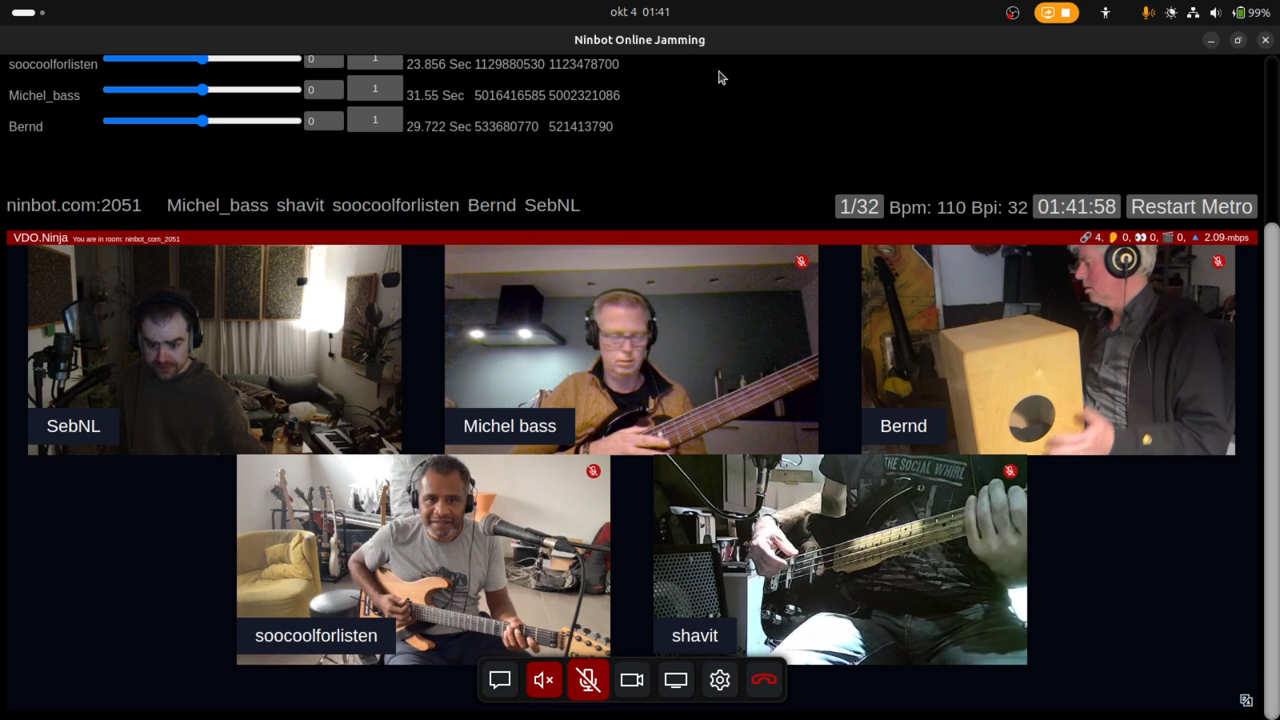 okt 4 01:41
99%
Ninbot Online Jamming
soocoolforlisten 0 1 23.856 Sec 1129880530 1123478700
Michel_bass 0 1 31.55 Sec 5016416585 5002321086
Bernd 0 1 29.722 Sec 533680770 521413790
ninbot.com:2051 Michel_bass shavit soocoolforlisten Bernd SebNL 1/32 Bpm: 110 Bpi: 32 01:41:58 Restart Metro
VDO.Ninja You are in room: ninbot_com_2051 4, 0, 0, 0, 2.09-mbps
SebNL
Michel bass
Bernd
THE SOCIAL WHIRL
soocoolforlisten
shavit